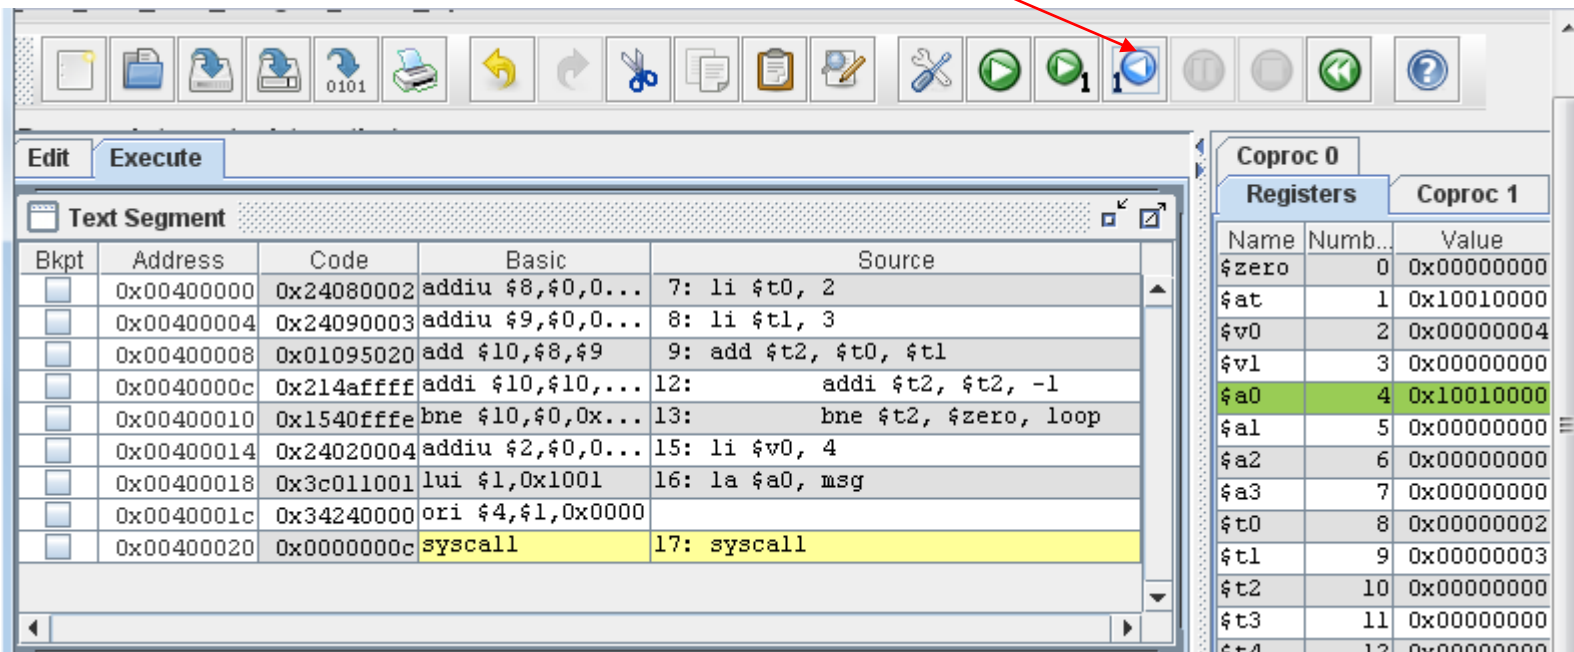 0101
1
1
Edit Execute
Coproc 0
Registers Coproc 1
Text Segment
Bkpt Address Code Basic Source
0x00400000 0x24080002 addiu $8,$0,0... 7: li $t0, 2
0x00400004 0x24090003 addiu $9,$0,0... 8: li $t1, 3
0x00400008 0x01095020 add $10,$8,$9 9: add $t2, $t0, $t1
0x0040000c 0x214affff addi $10,$10,... 12: addi $t2, $t2, -1
0x00400010 0x1540fffe bne $10,$0,0x... 13: bne $t2, $zero, loop
0x00400014 0x24020004 addiu $2,$0,0... 15: li $v0, 4
0x00400018 0x3c011001 lui $1,0x1001 16: la $a0, msg
0x0040001c 0x34240000 ori $4,$1,0x0000
0x00400020 0x0000000c syscall 17: syscall
Name Numb... Value
$zero 0 0x00000000
$at 1 0x10010000
$v0 2 0x00000004
$v1 3 0x00000000
$a0 4 0x10010000
$a1 5 0x00000000
$a2 6 0x00000000
$a3 7 0x00000000
$t0 8 0x00000002
$t1 9 0x00000003
$t2 10 0x00000000
$t3 11 0x00000000
$t4 12 0x00000000